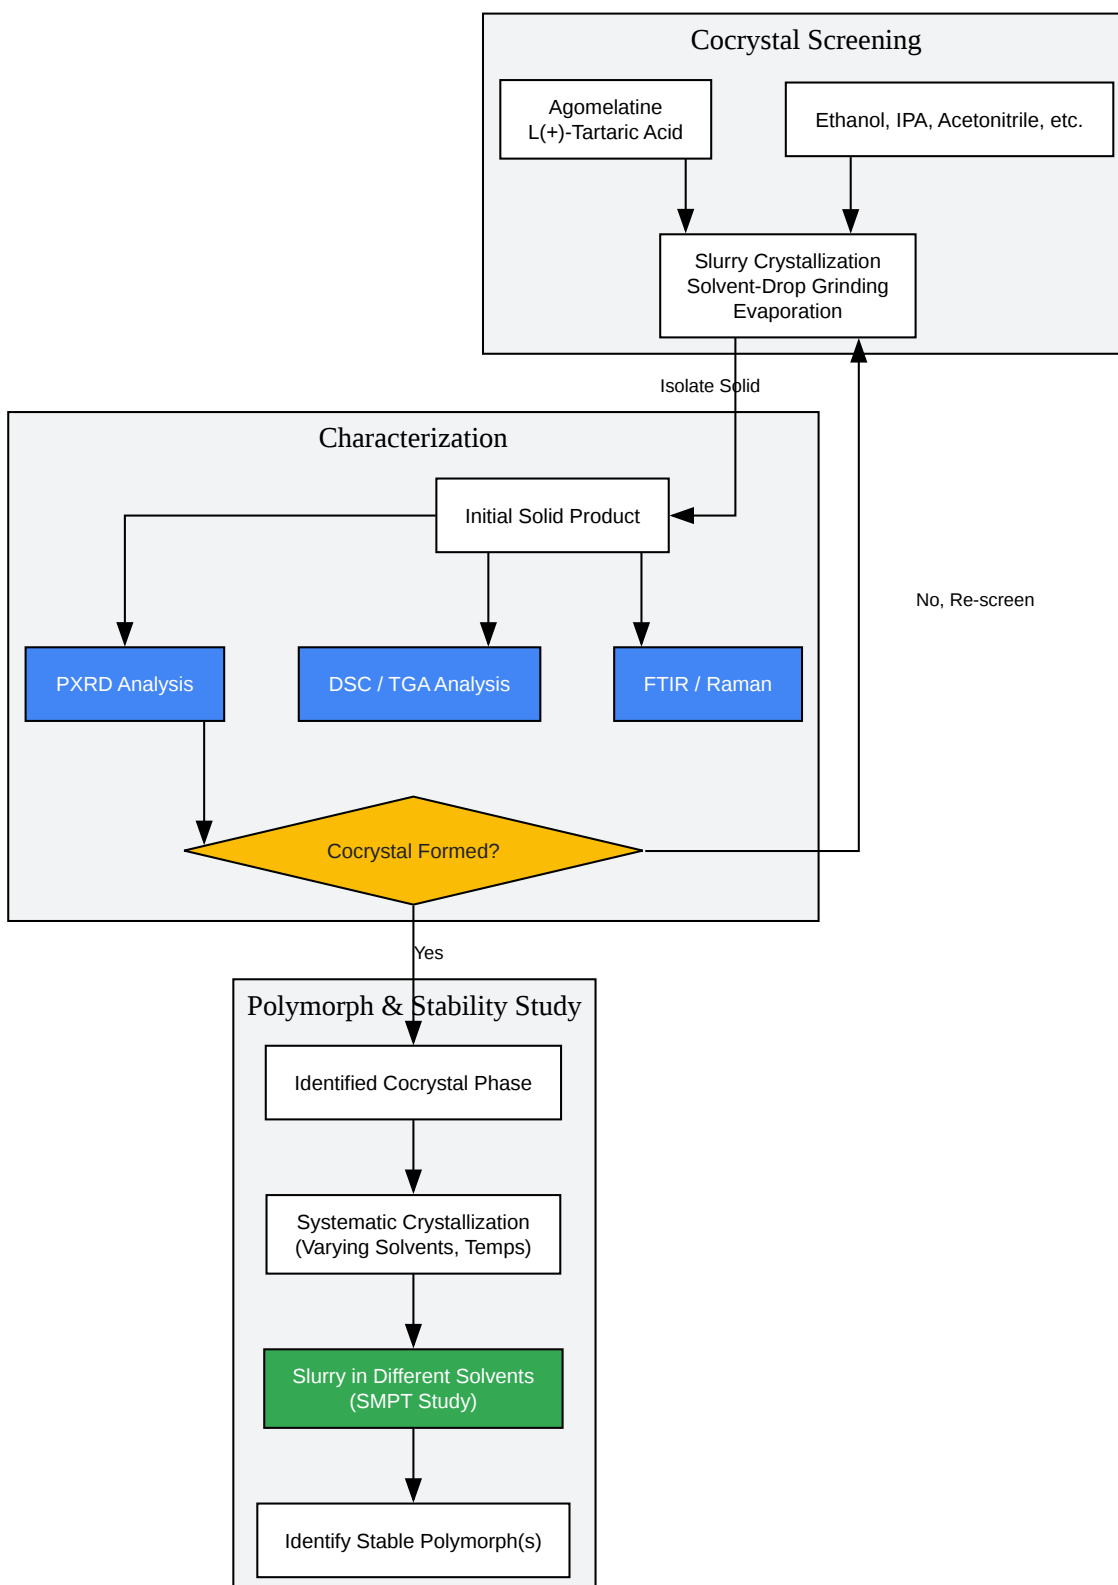 Cocrystal Screening
Agomelatine
L(+)-Tartaric Acid
Ethanol, IPA, Acetonitrile, etc.
Slurry Crystallization
Solvent-Drop Grinding
Evaporation
Isolate Solid
Characterization
Initial Solid Product
No, Re-screen
PXRD Analysis
DSC / TGA Analysis
FTIR / Raman
Cocrystal Formed?
Yes
Polymorph & Stability Study
Identified Cocrystal Phase
Systematic Crystallization
(Varying Solvents, Temps)
Slurry in Different Solvents
(SMPT Study)
Identify Stable Polymorph(s)